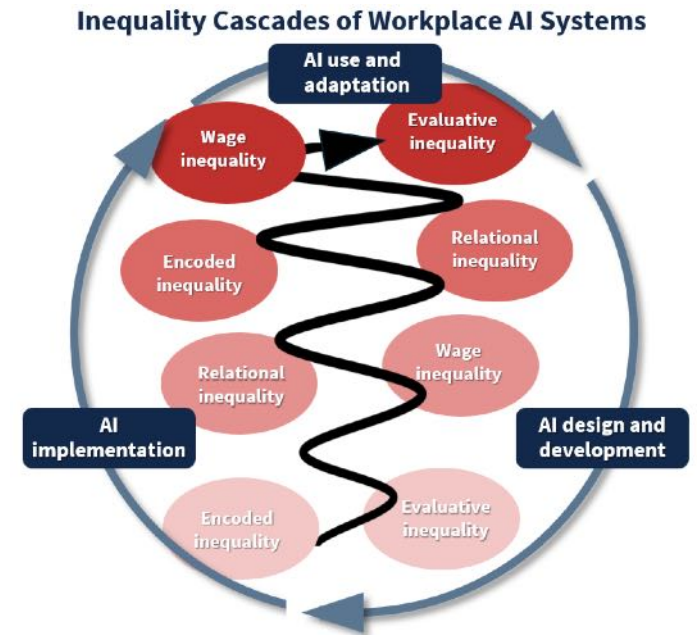 Inequality Cascades of Workplace AI Systems
AI use and
adaptation
Wage
inequality
Evaluative
inequality
Encoded
inequality
Relational
inequality
Relational
inequality
Wage
inequality
AI
implementation
AI design and
development
Encoded
inequality
Evaluative
inequality